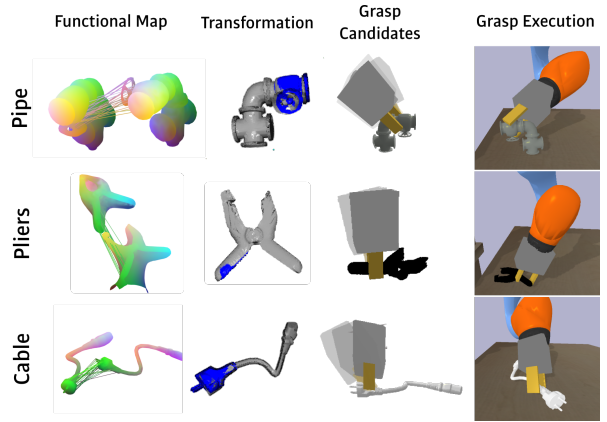 Functional Map
Transformation
Grasp
Candidates
Grasp Execution
Pipe
Pliers
Cable